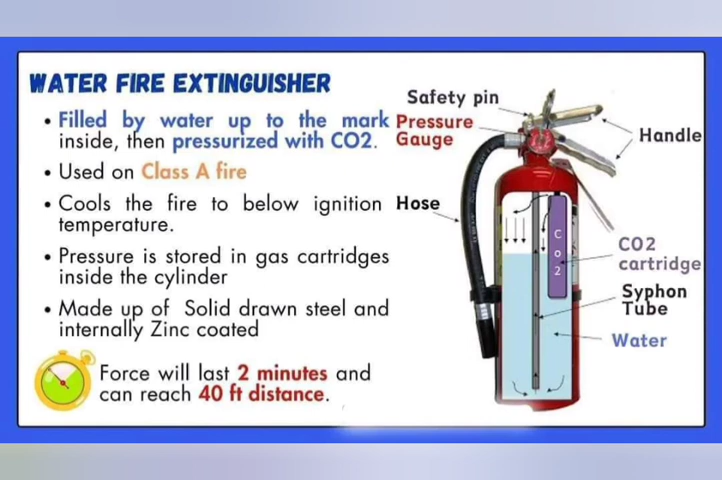 WATER FIRE EXTINGUISHER
• Filled by water up to the mark
inside, then pressurized with CO2.
• Used on Class A fire
• Cools the fire to below ignition
temperature.
• Pressure is stored in gas cartridges
inside the cylinder
• Made up of Solid drawn steel and
internally Zinc coated
Force will last 2 minutes and
can reach 40 ft distance.
Safety pin
Pressure
Gauge
Handle
Hose
C
o
2
CO2
cartridge
Syphon
Tube
Water